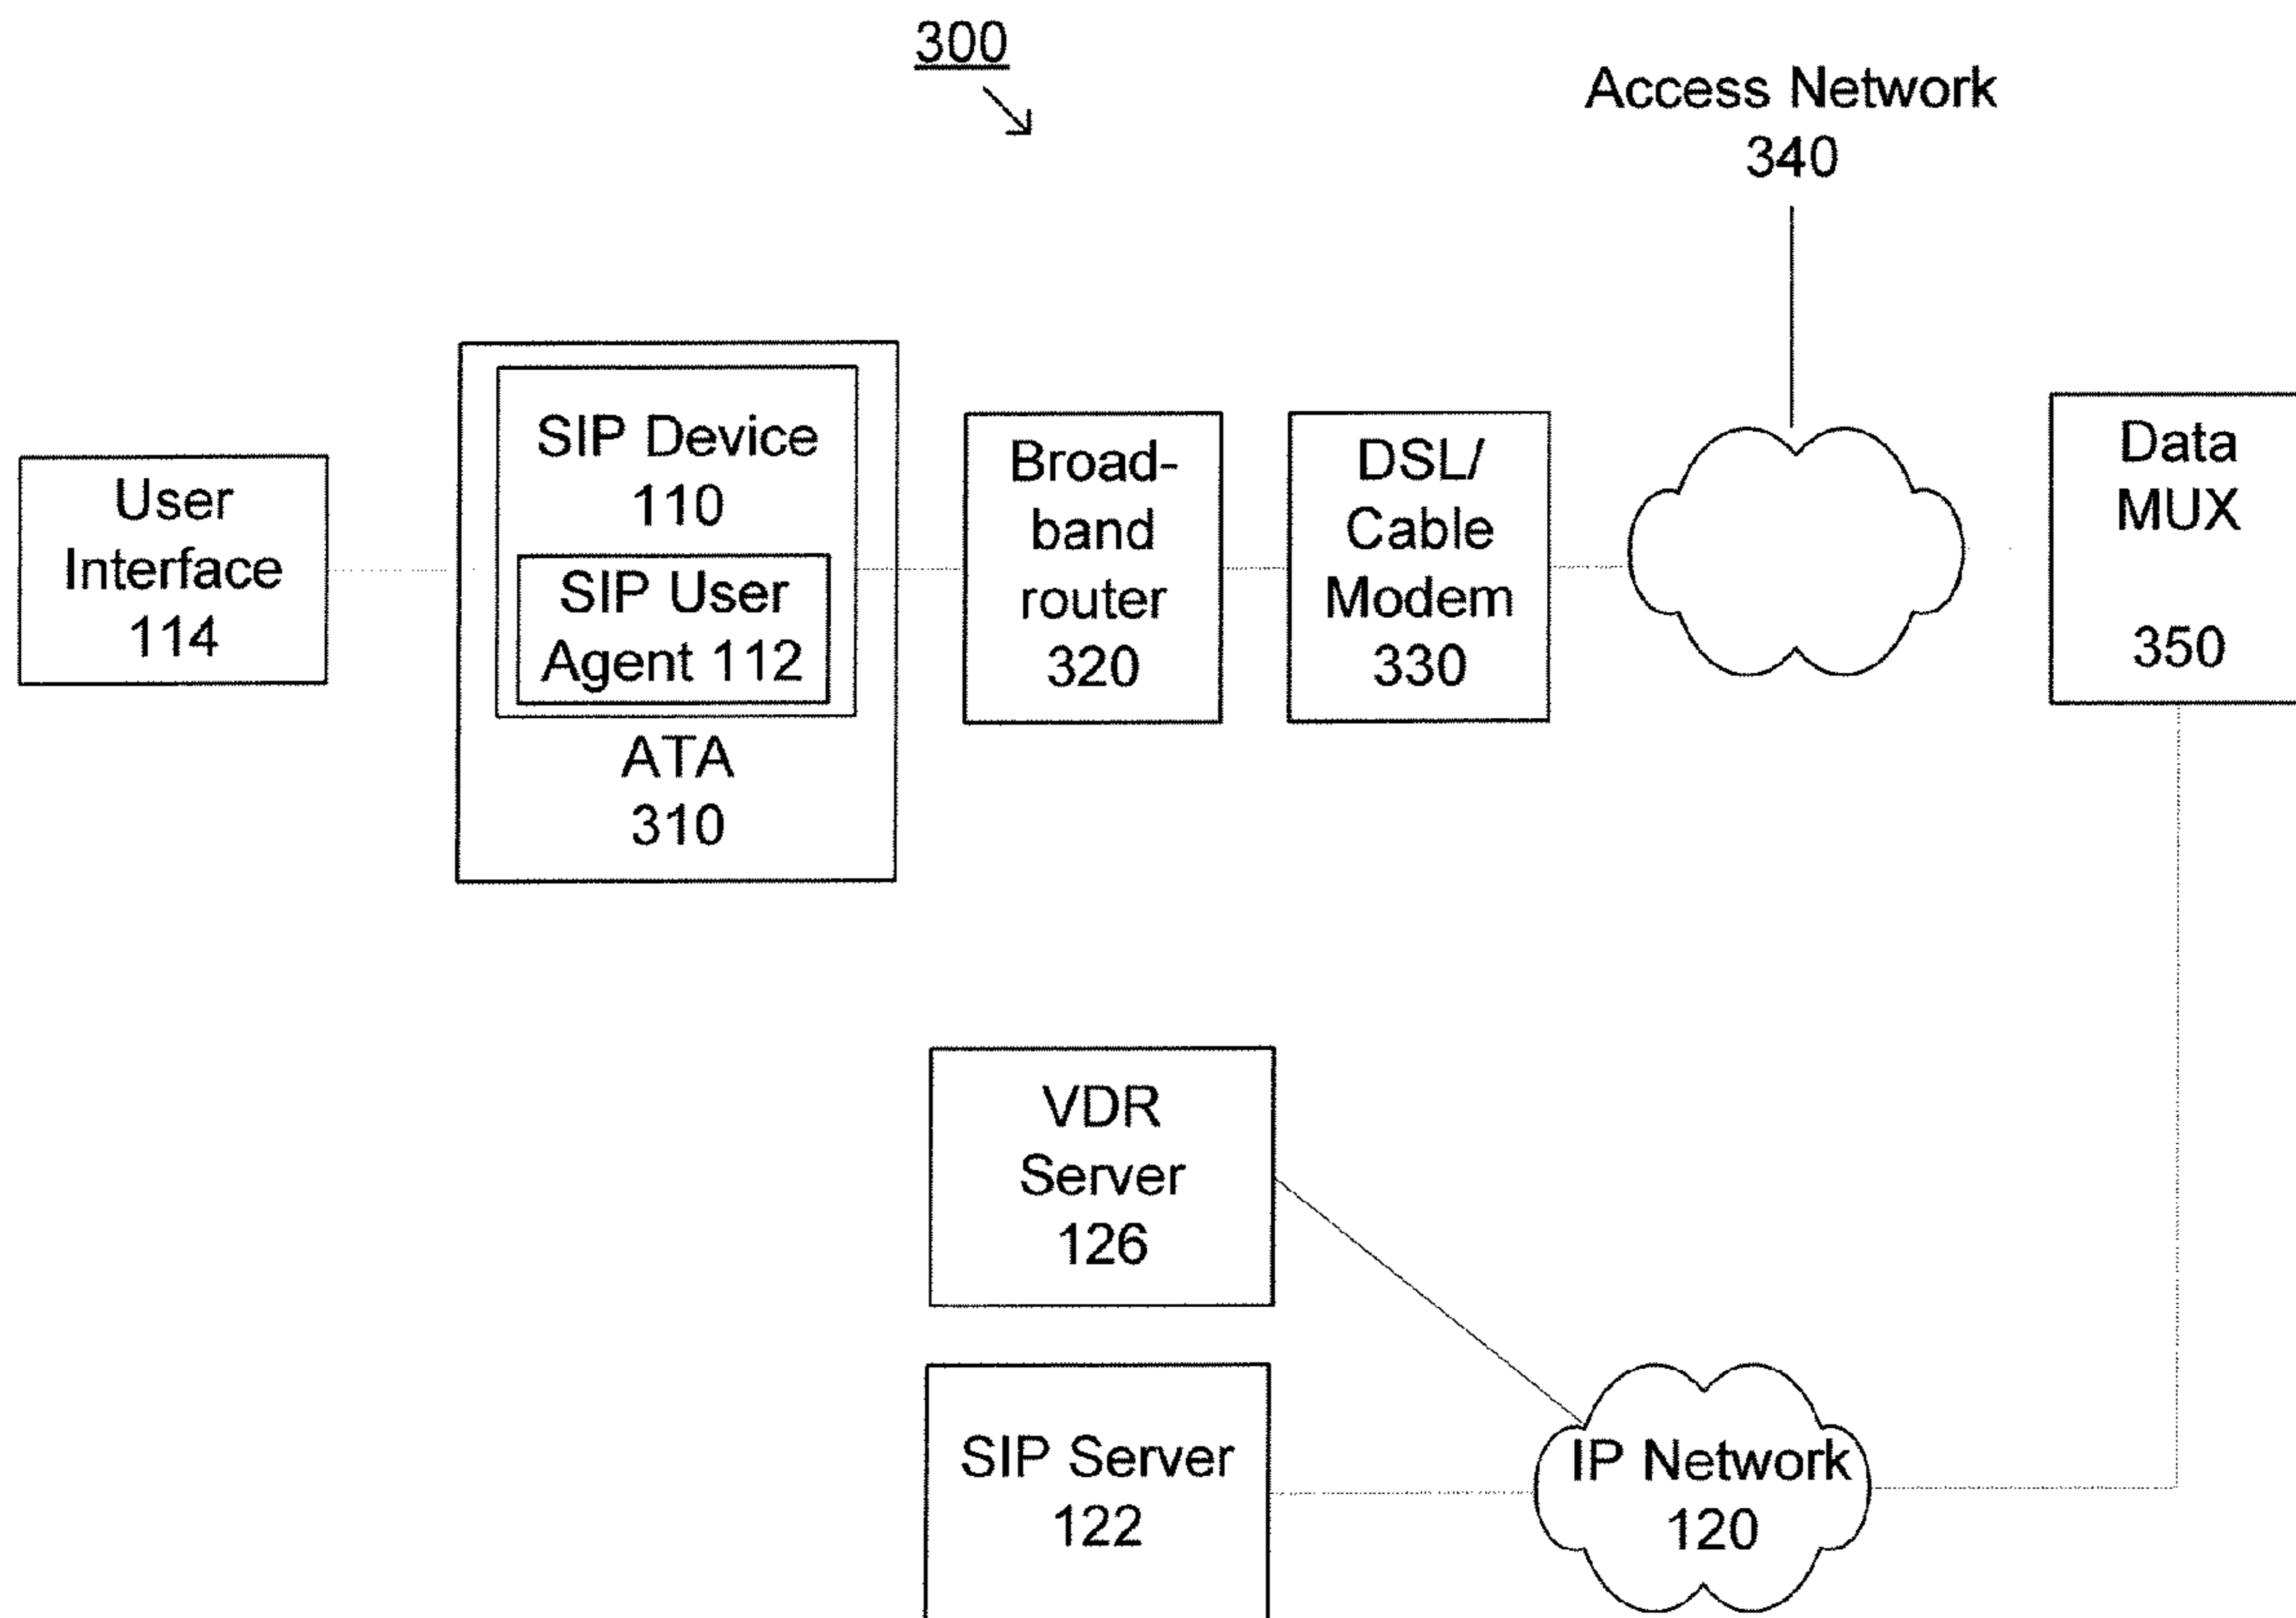 300
Access Network
340
User
Interface
114
SIP Device
110
SIP User
Agent 112
ATA
310
Broad-
band
router
320
DSL/
Cable
Modem
330
Data
MUX
350
VDR
Server
126
SIP Server
122
IP Network
120